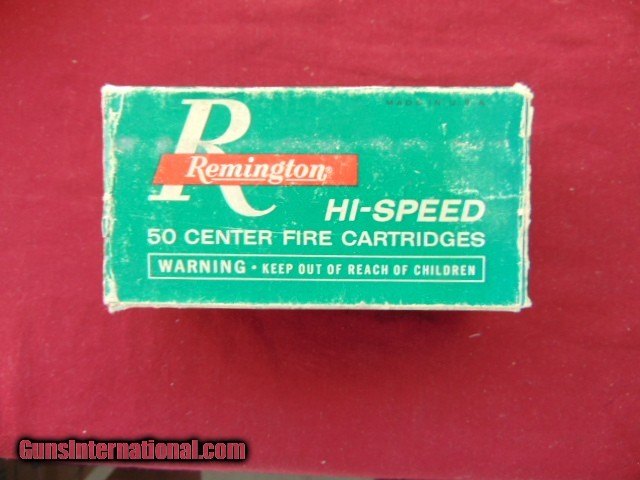 MADE IN U.S.A.
R
Remington®
HI-SPEED
50 CENTER FIRE CARTRIDGES
WARNING • KEEP OUT OF REACH OF CHILDREN
GunsInternational.com